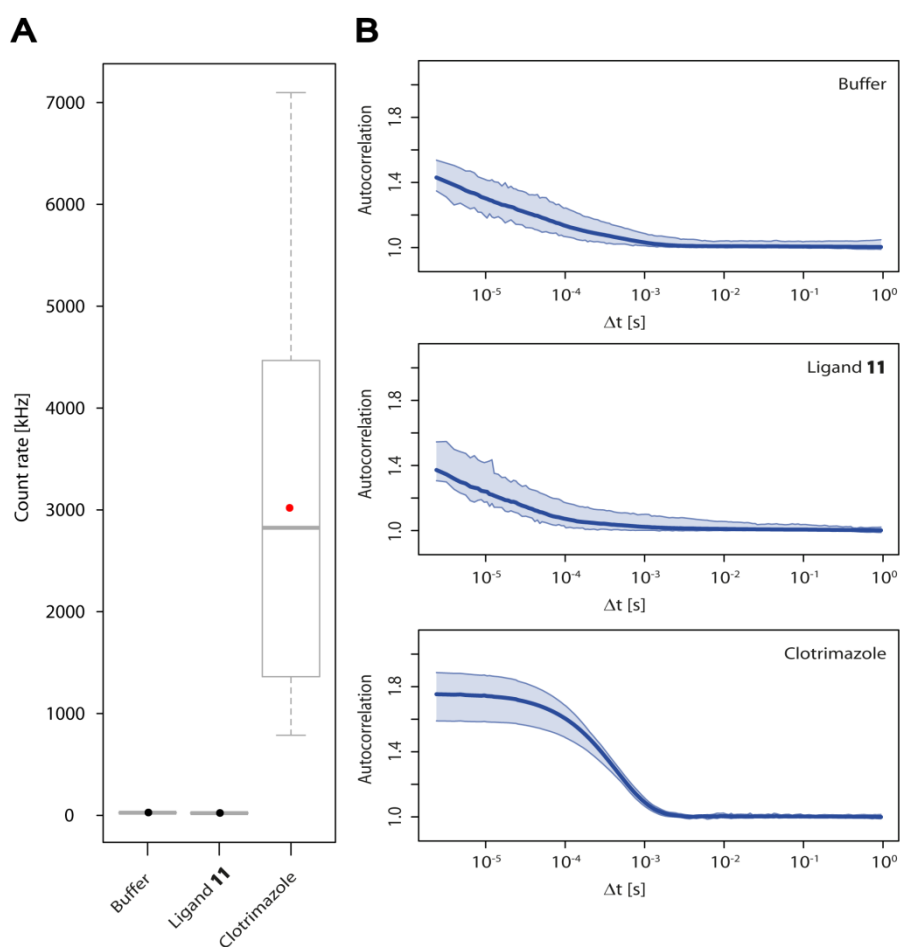 A
Count rate [kHz]
7000
6000
5000
4000
3000
2000
1000
0
Buffer
Ligand 11
Clotrimazole
B
Buffer
Autocorrelation
1.8
1.4
1.0
10⁻⁵ 10⁻⁴ 10⁻³ 10⁻² 10⁻¹ 10⁰
Δt [s]
Ligand 11
Autocorrelation
1.8
1.4
1.0
10⁻⁵ 10⁻⁴ 10⁻³ 10⁻² 10⁻¹ 10⁰
Δt [s]
Clotrimazole
Autocorrelation
1.8
1.4
1.0
10⁻⁵ 10⁻⁴ 10⁻³ 10⁻² 10⁻¹ 10⁰
Δt [s]